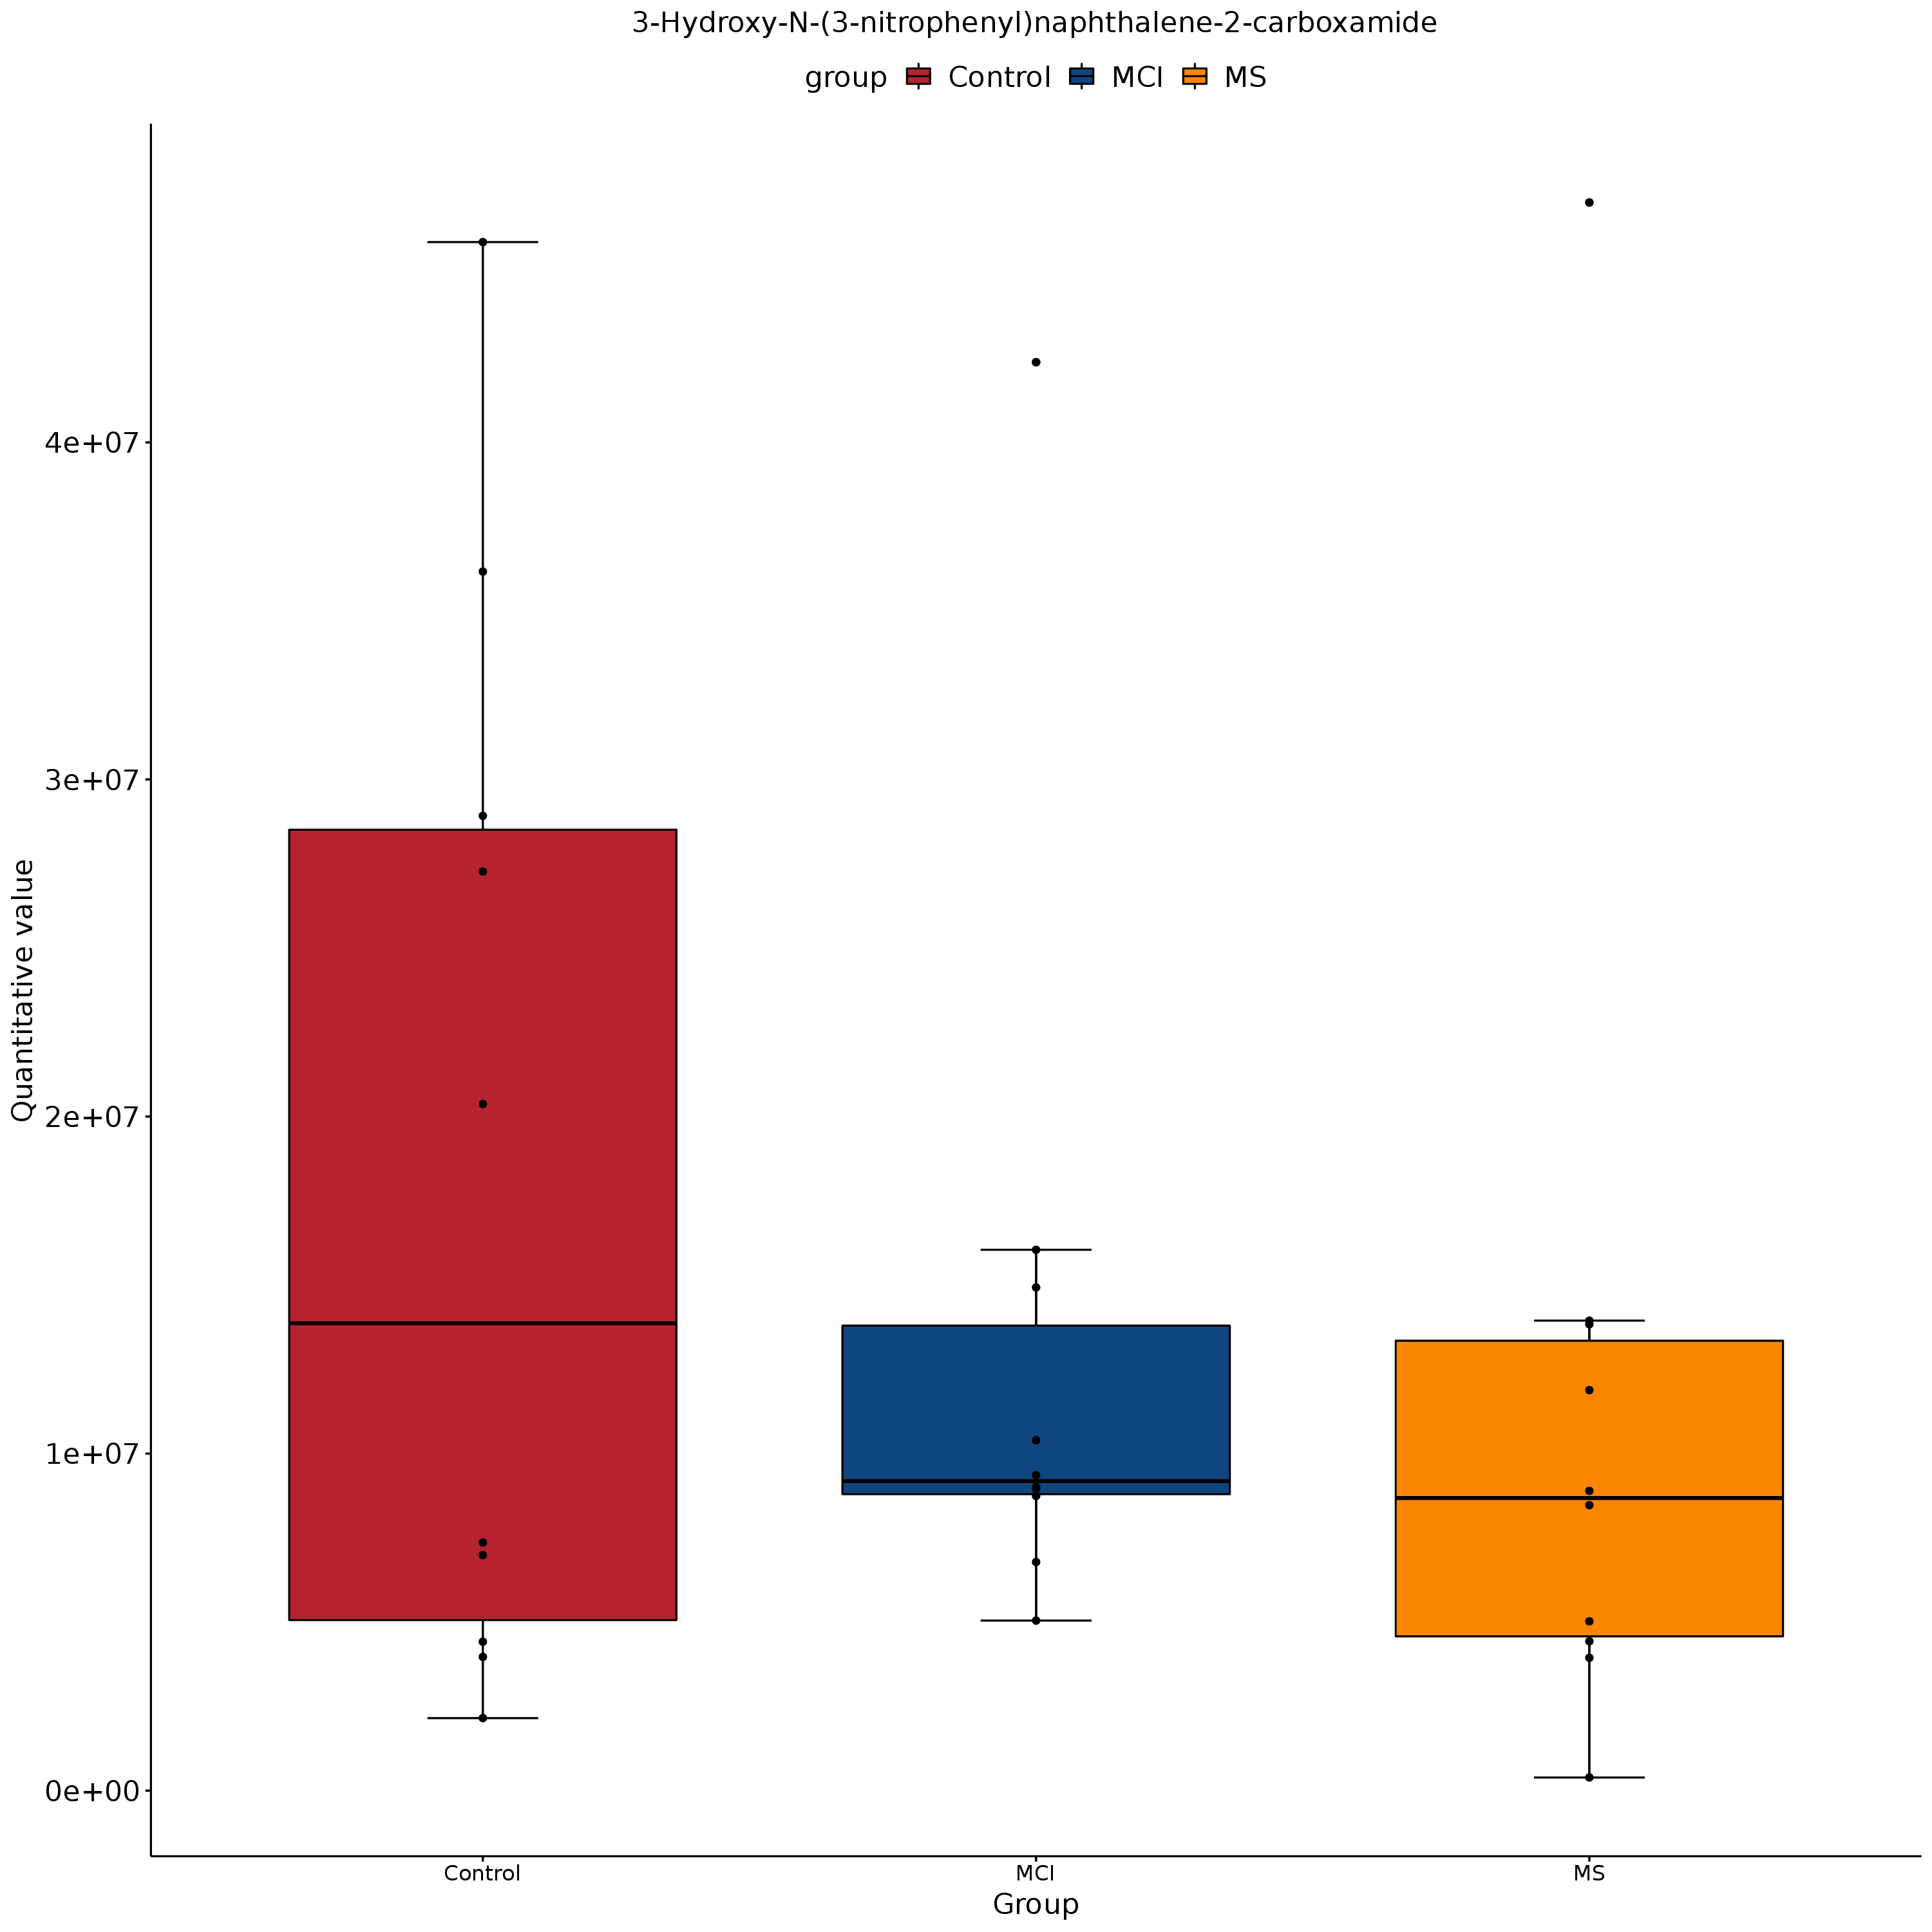 3-Hydroxy-N-(3-nitrophenyl)naphthalene-2-carboxamide
group Control MCI MS
Quantitative value
4e+07
3e+07
2e+07
1e+07
0e+00
Control MCI MS
Group